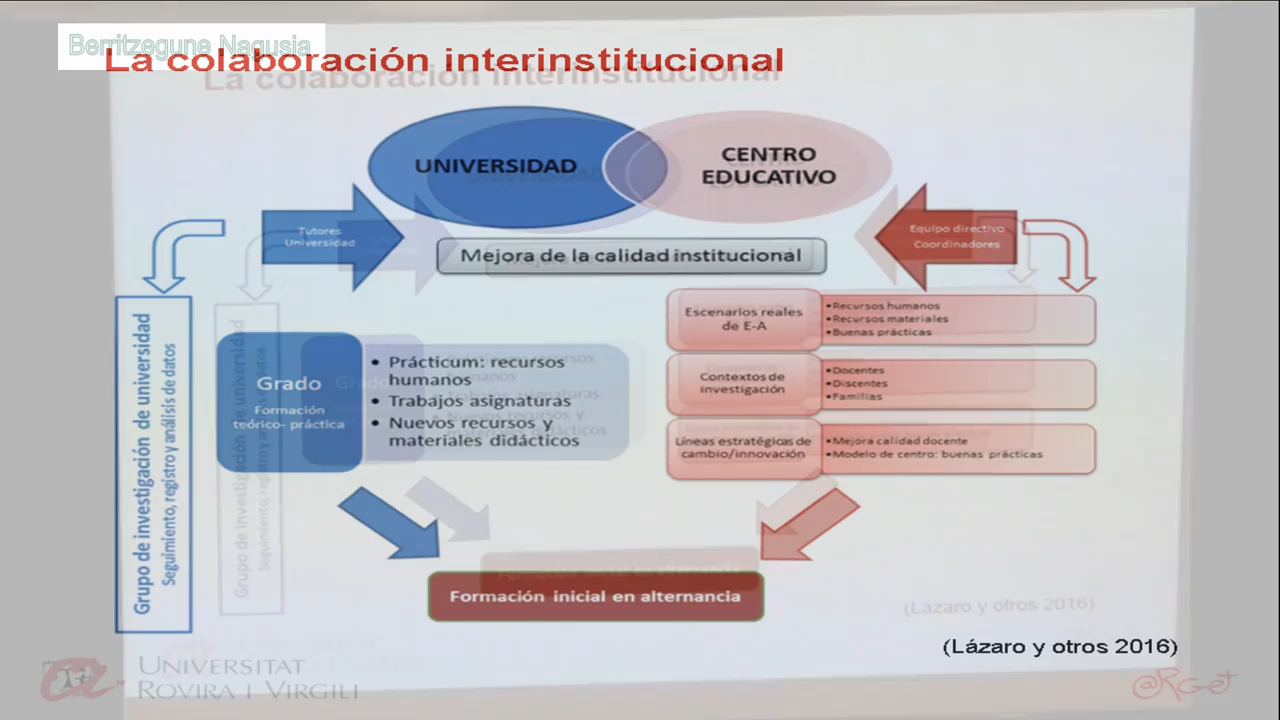 Berritzegune Nagusia
La colaboración interinstitucional
UNIVERSIDAD
CENTRO
EDUCATIVO
Tutores
Universidad
Equipo directivo
Coordinadores
Mejora de la calidad institucional
Grupo de investigación de universidad
Seguimiento, registro y análisis de datos
Grado
Formación
teórico- práctica
• Prácticum: recursos
humanos
• Trabajos asignaturas
• Nuevos recursos y
materiales didácticos
Escenarios reales
de E-A
•Recursos humanos
•Recursos materiales
•Buenas prácticas
Contextos de
investigación
•Docentes
•Discentes
•Familias
Líneas estratégicas de
cambio/innovación
•Mejora calidad docente
•Modelo de centro: buenas prácticas
Formación inicial en alternancia
(Lázaro y otros 2016)
UNIVERSITAT
ROVIRA I VIRGILI